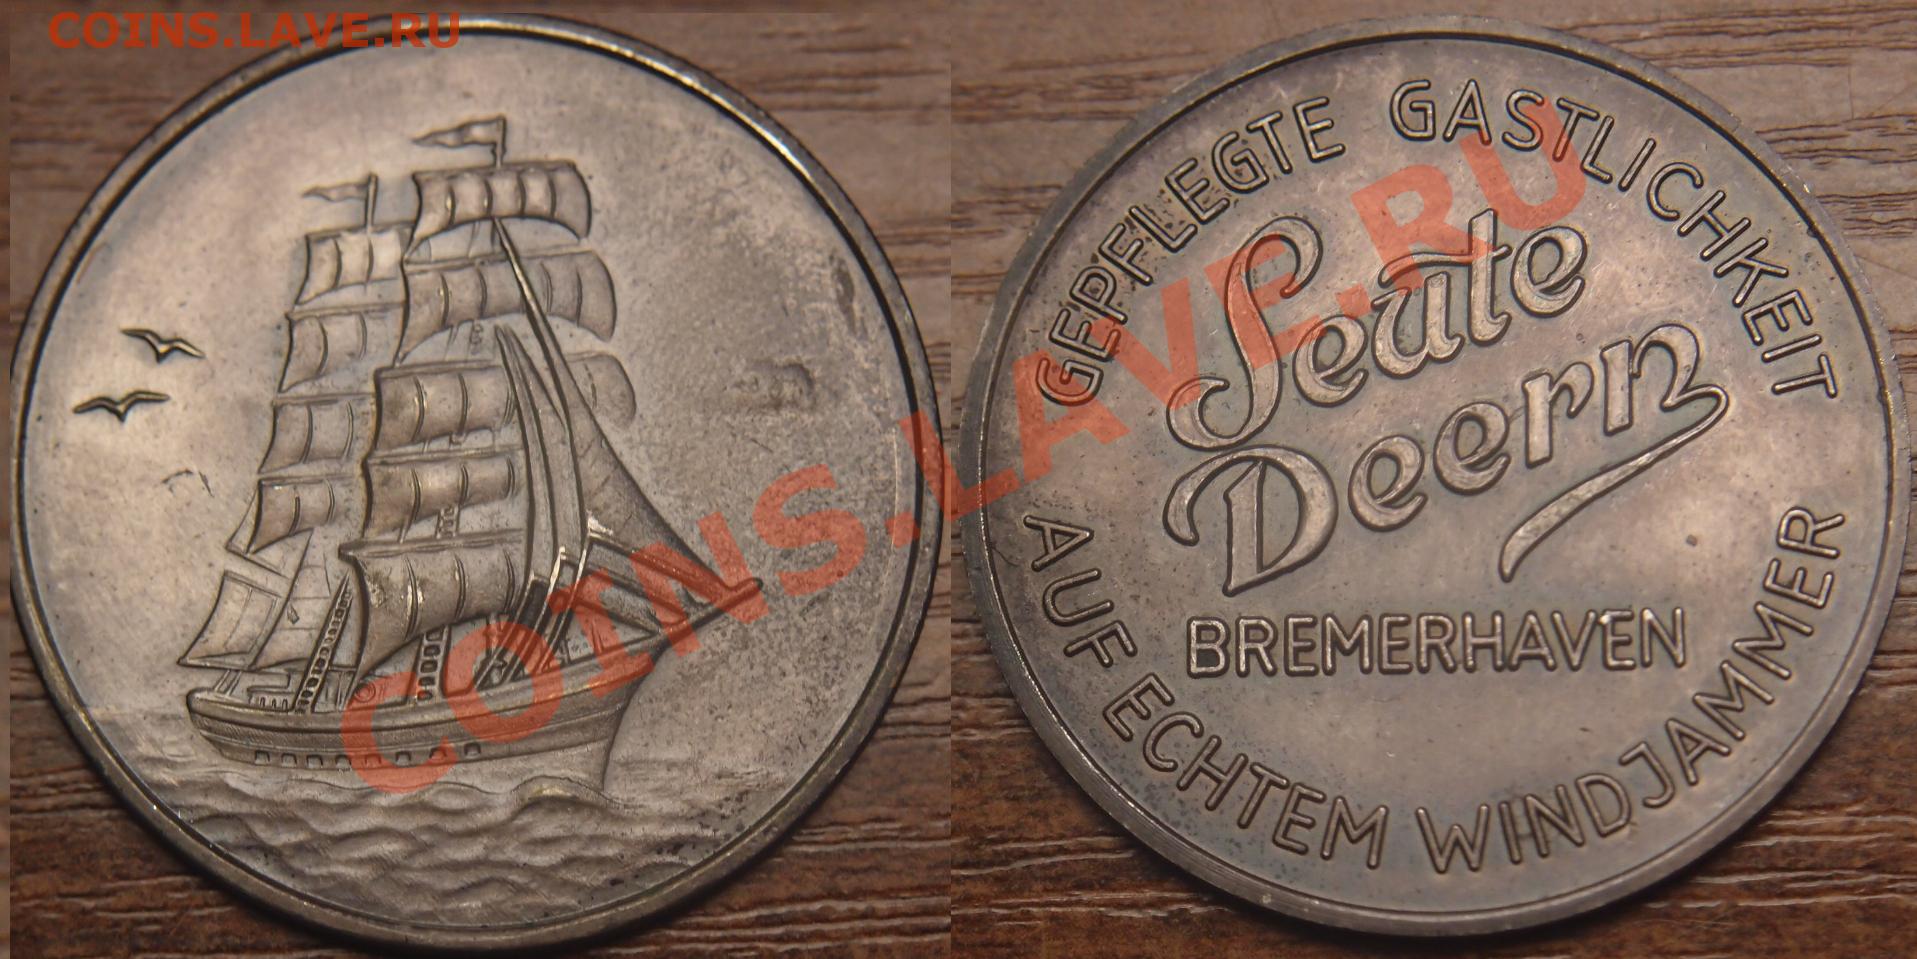 COINS.LAVE.RU
GEPFLEGTE GASTLICHKEIT
Seute
Deern
BREMERHAVEN
AUF ECHTEM WINDJAMMER
COINS.LAVE.RU